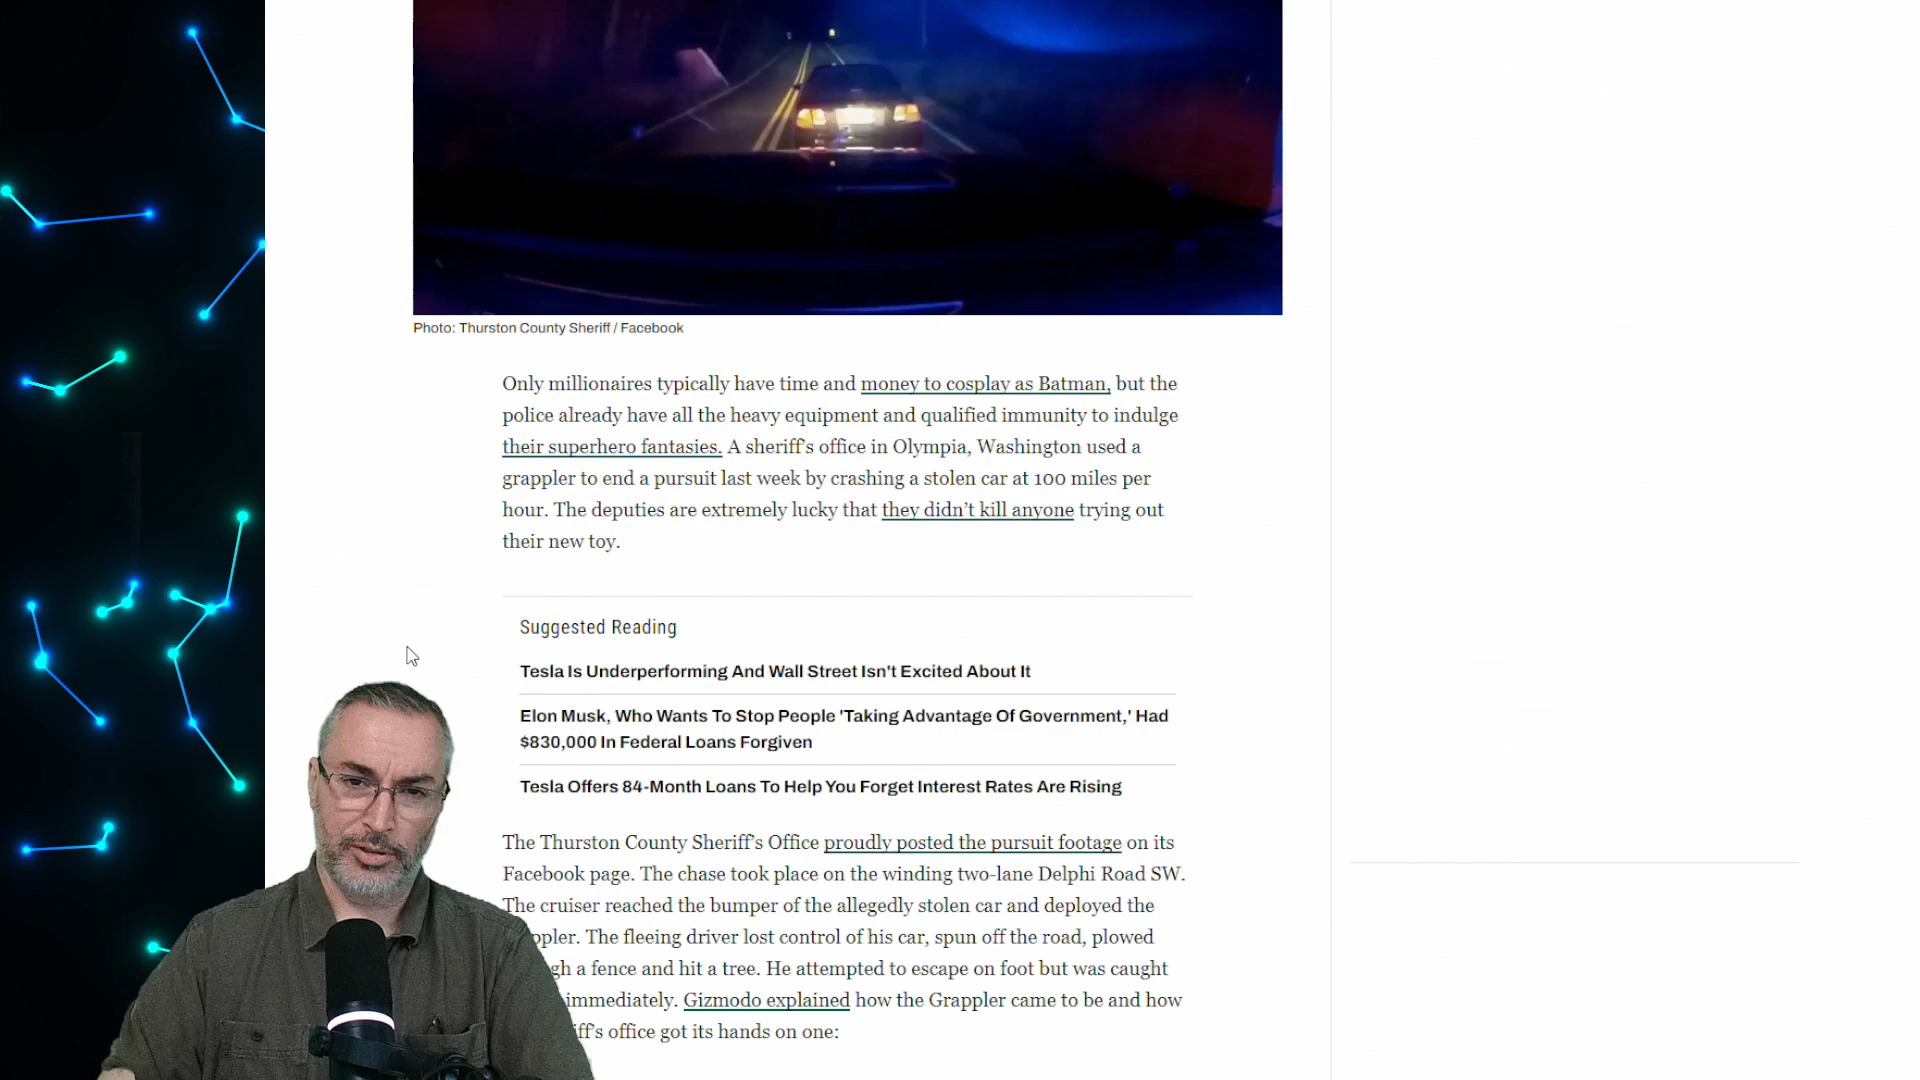 Photo: Thurston County Sheriff / Facebook
Only millionaires typically have time and money to cosplay as Batman, but the
police already have all the heavy equipment and qualified immunity to indulge
their superhero fantasies. A sheriff's office in Olympia, Washington used a
grappler to end a pursuit last week by crashing a stolen car at 100 miles per
hour. The deputies are extremely lucky that they didn't kill anyone trying out
their new toy.
Suggested Reading
Tesla Is Underperforming And Wall Street Isn't Excited About It
Elon Musk, Who Wants To Stop People 'Taking Advantage Of Government,' Had
$830,000 In Federal Loans Forgiven
Tesla Offers 84-Month Loans To Help You Forget Interest Rates Are Rising
The Thurston County Sheriff's Office proudly posted the pursuit footage on its
Facebook page. The chase took place on the winding two-lane Delphi Road SW.
The cruiser reached the bumper of the allegedly stolen car and deployed the
ppler. The fleeing driver lost control of his car, spun off the road, plowed
gh a fence and hit a tree. He attempted to escape on foot but was caught
immediately. Gizmodo explained how the Grappler came to be and how
iff's office got its hands on one: